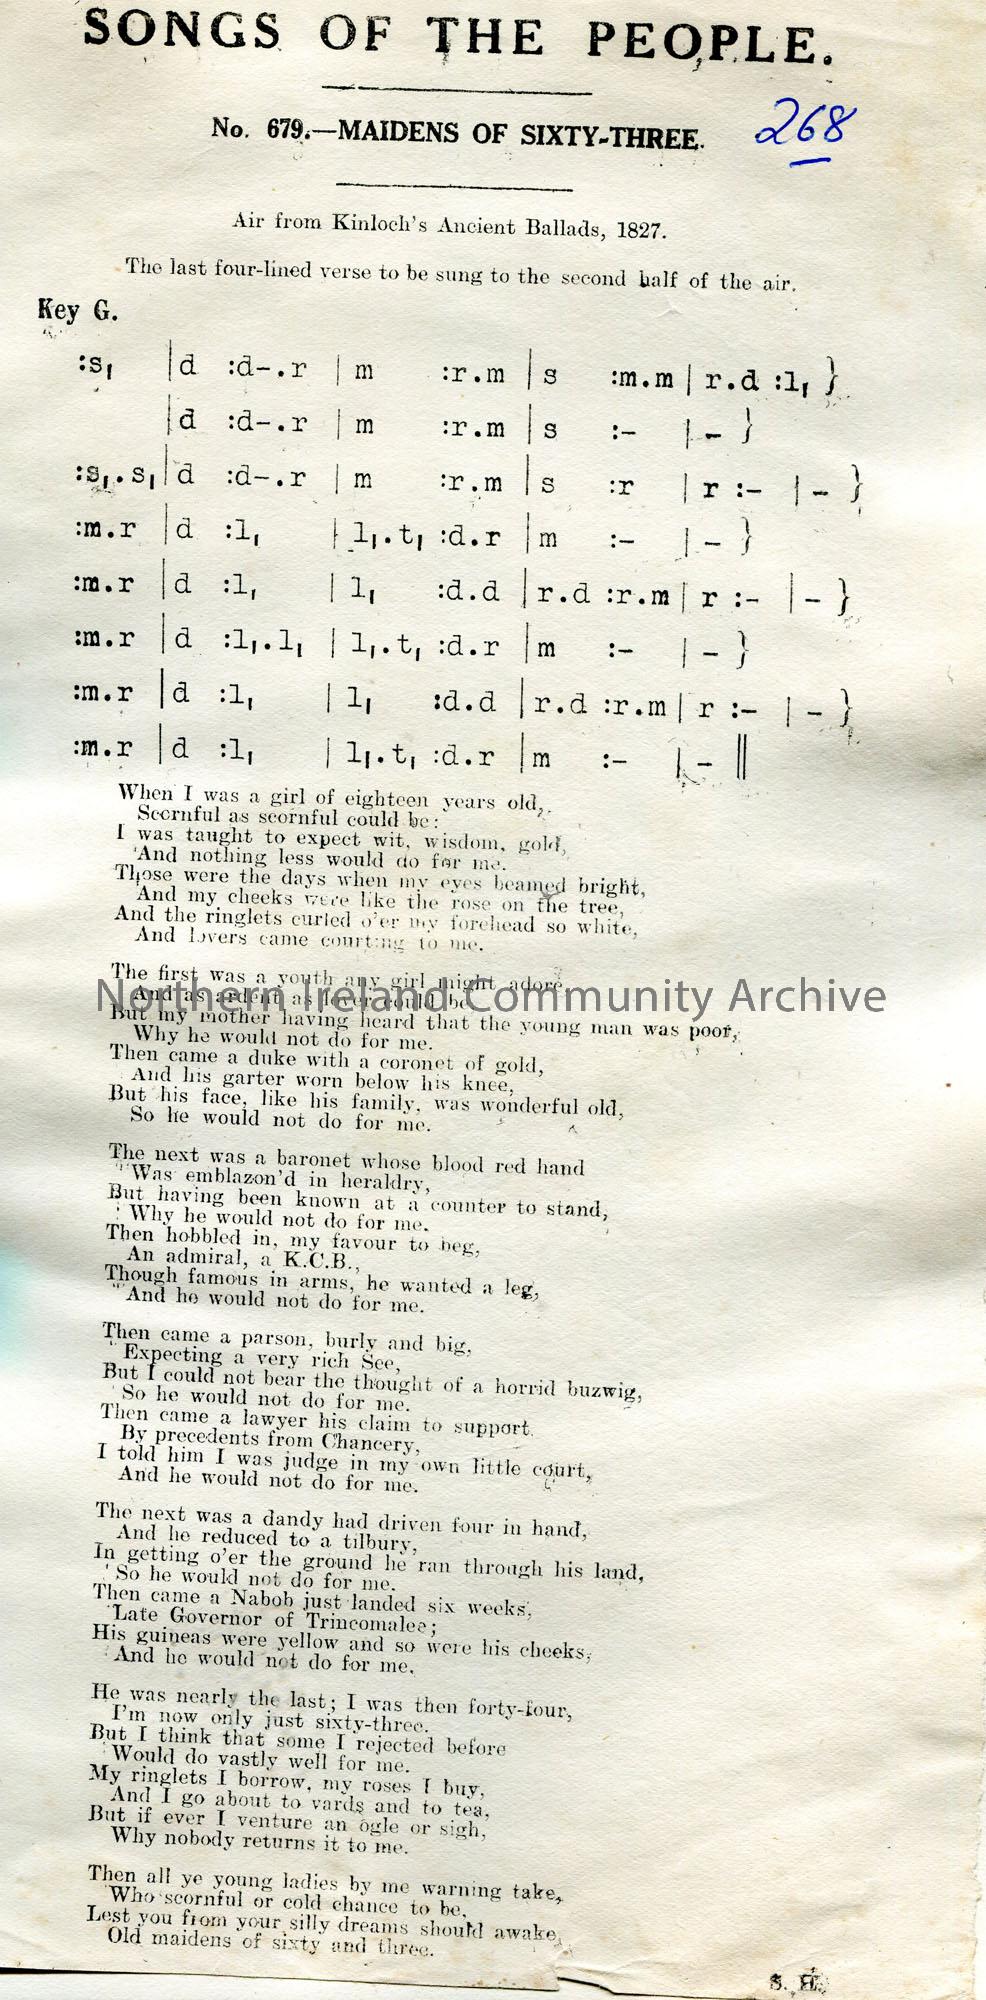 SONGS OF THE PEOPLE.
No. 679.—MAIDENS OF SIXTY-THREE. 268
Air from Kinloch's Ancient Ballads, 1827.
The last four-lined verse to be sung to the second half of the air.
Key G.
:s, |d :d-.r | m :r.m | s :m.m | r.d :l, }
|d :d-.r | m :r.m | s :- | - }
:s,.s, |d :d-.r | m :r.m | s :r | r :- | - }
:m.r |d :l, | l,.t, :d.r | m :- | - }
:m.r |d :l, | l, :d.d | r.d :r.m | r :- | - }
:m.r |d :l,.l, | l,.t, :d.r | m :- | - }
:m.r |d :l, | l, :d.d | r.d :r.m | r :- | - }
:m.r |d :l, | l,.t, :d.r | m :- | - ||
When I was a girl of eighteen years old,
Scornful as scornful could be:
I was taught to expect wit, wisdom, gold,
And nothing less would do for me.
Those were the days when my eyes beamed bright,
And my cheeks were like the rose on the tree,
And the ringlets curled o'er my forehead so white,
And lovers came courting to me.
The first was a youth any girl might adore,
And as ardent as lover could be
Northern Ireland Community Archive
But my mother having heard that the young man was poor,
Why he would not do for me.
Then came a duke with a coronet of gold,
And his garter worn below his knee,
But his face, like his family, was wonderful old,
So he would not do for me.
The next was a baronet whose blood red hand
Was emblazon'd in heraldry,
But having been known at a counter to stand,
Why he would not do for me.
Then hobbled in, my favour to beg,
An admiral, a K.C.B.,
Though famous in arms, he wanted a leg,
And he would not do for me.
Then came a parson, burly and big,
Expecting a very rich See,
But I could not bear the thought of a horrid buzwig,
So he would not do for me.
Then came a lawyer his claim to support
By precedents from Chancery,
I told him I was judge in my own little court,
And he would not do for me.
The next was a dandy had driven four in hand,
And he reduced to a tilbury,
In getting o'er the ground he ran through his land,
So he would not do for me.
Then came a Nabob just landed six weeks,
Late Governor of Trincomalee;
His guineas were yellow and so were his cheeks,
And he would not do for me.
He was nearly the last; I was then forty-four,
I'm now only just sixty-three.
But I think that some I rejected before
Would do vastly well for me.
My ringlets I borrow, my roses I buy,
And I go about to vards and to tea,
But if ever I venture an ogle or sigh,
Why nobody returns it to me.
Then all ye young ladies by me warning take,
Who scornful or cold chance to be,
Lest you from your silly dreams should awake,
Old maidens of sixty and three.
S. H.